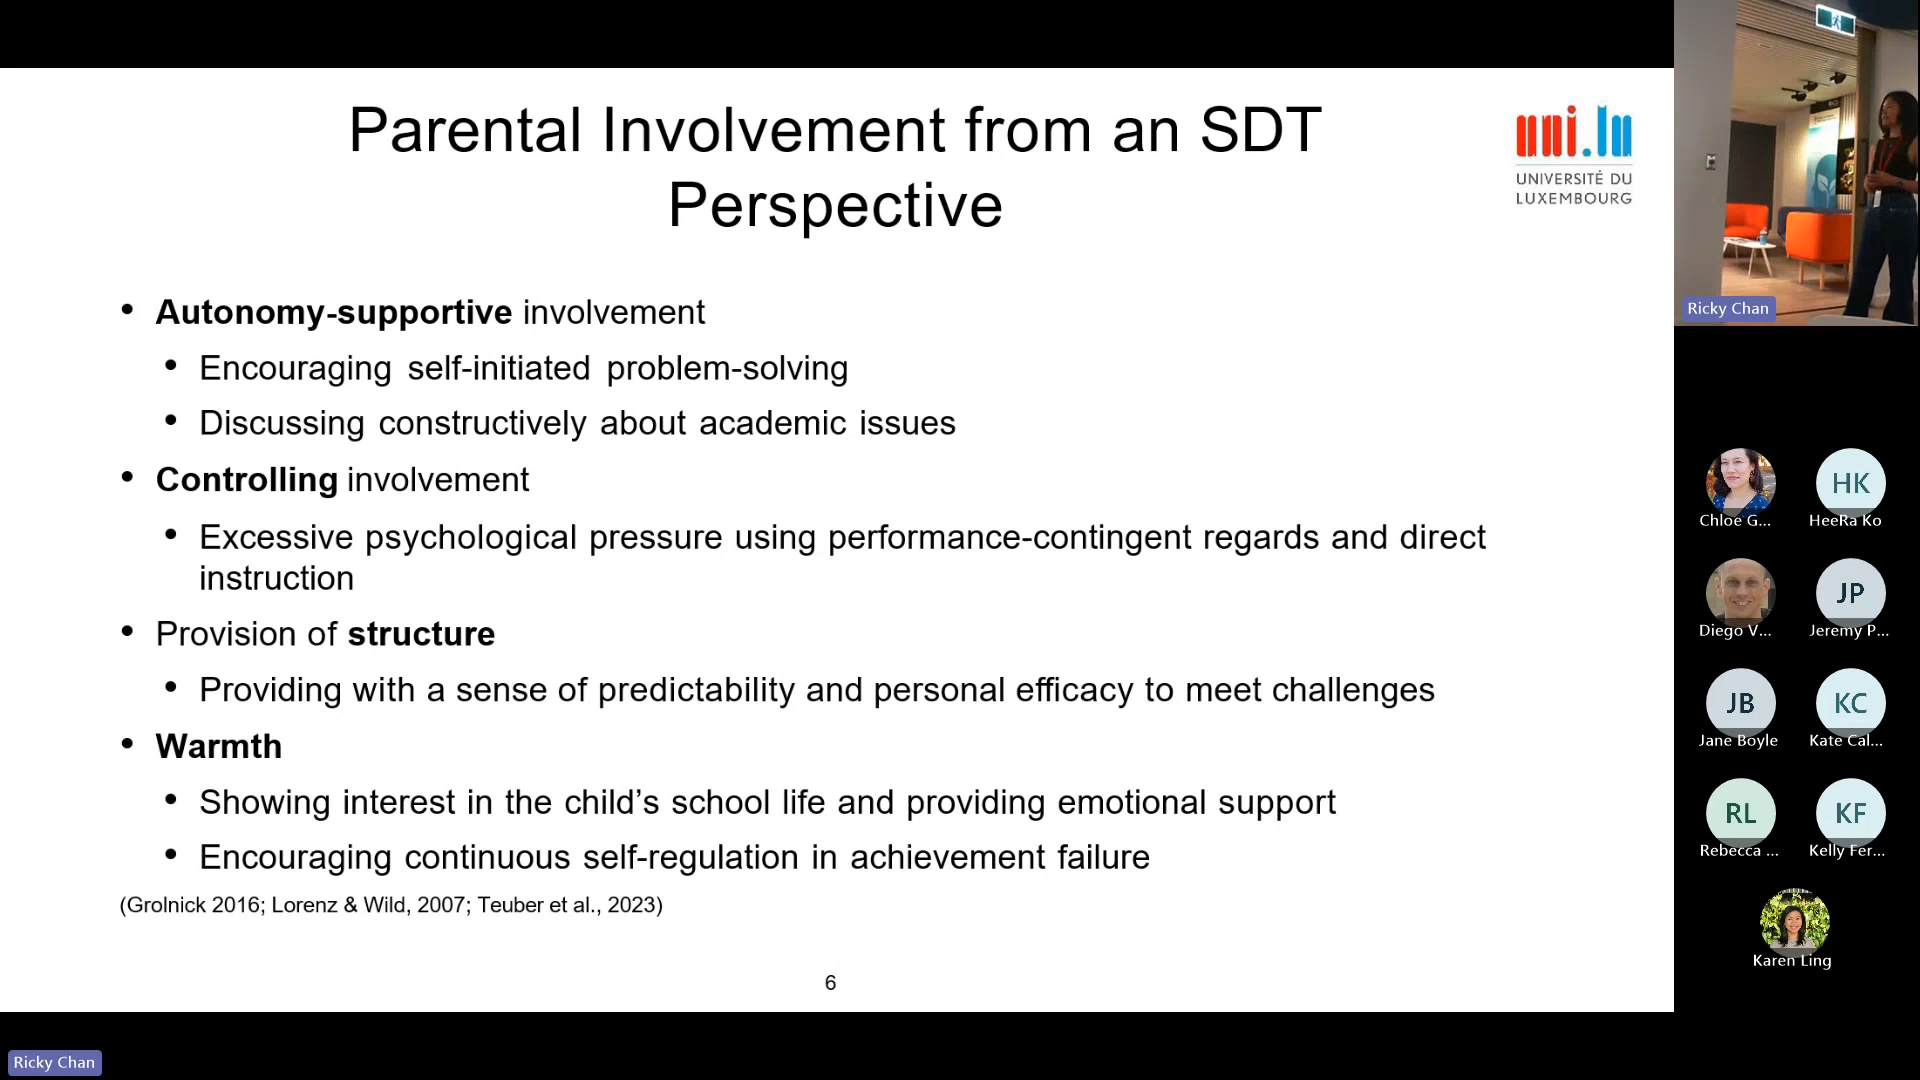 Parental Involvement from an SDT
Perspective
uni.lu
UNIVERSITÉ DU
LUXEMBOURG
• Autonomy-supportive involvement
• Encouraging self-initiated problem-solving
• Discussing constructively about academic issues
• Controlling involvement
• Excessive psychological pressure using performance-contingent regards and direct
instruction
• Provision of structure
• Providing with a sense of predictability and personal efficacy to meet challenges
• Warmth
• Showing interest in the child’s school life and providing emotional support
• Encouraging continuous self-regulation in achievement failure
(Grolnick 2016; Lorenz & Wild, 2007; Teuber et al., 2023)
6
Ricky Chan
Ricky Chan
Chloe G...
HK
HeeRa Ko
Diego V...
JP
Jeremy P...
JB
Jane Boyle
KC
Kate Cal...
RL
Rebecca ...
KF
Kelly Fer...
Karen Ling